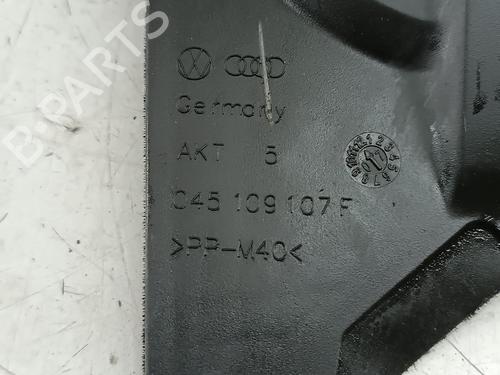 B-PARTS
Germany
AKT 5
045 109 107 F
>PP-M40<